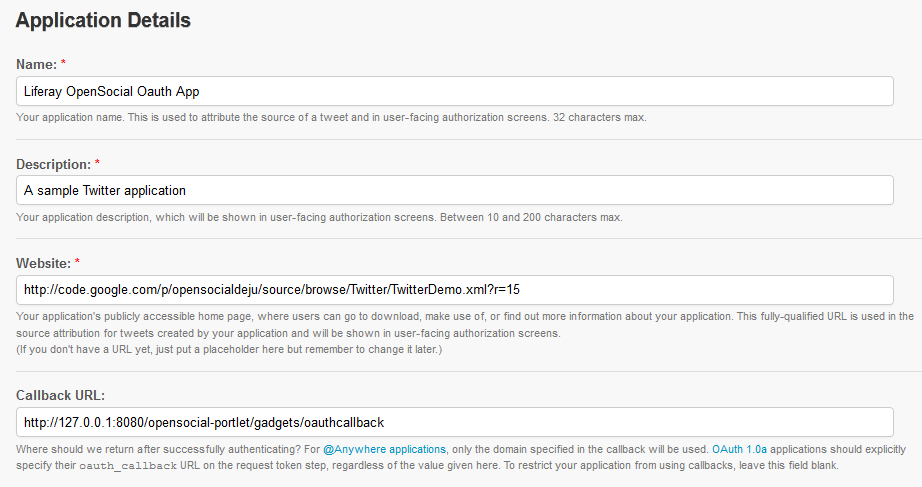 Application Details
Name: *
Liferay OpenSocial Oauth App
Your application name. This is used to attribute the source of a tweet and in user-facing authorization screens. 32 characters max.
Description: *
A sample Twitter application
Your application description, which will be shown in user-facing authorization screens. Between 10 and 200 characters max.
Website: *
http://code.google.com/p/opensocialdeju/source/browse/Twitter/TwitterDemo.xml?r=15
Your application's publicly accessible home page, where users can go to download, make use of, or find out more information about your application. This fully-qualified URL is used in the
source attribution for tweets created by your application and will be shown in user-facing authorization screens.
(If you don't have a URL yet, just put a placeholder here but remember to change it later.)
Callback URL:
http://127.0.0.1:8080/opensocial-portlet/gadgets/oauthcallback
Where should we return after successfully authenticating? For @Anywhere applications, only the domain specified in the callback will be used. OAuth 1.0a applications should explicitly
specify their oauth_callback URL on the request token step, regardless of the value given here. To restrict your application from using callbacks, leave this field blank.